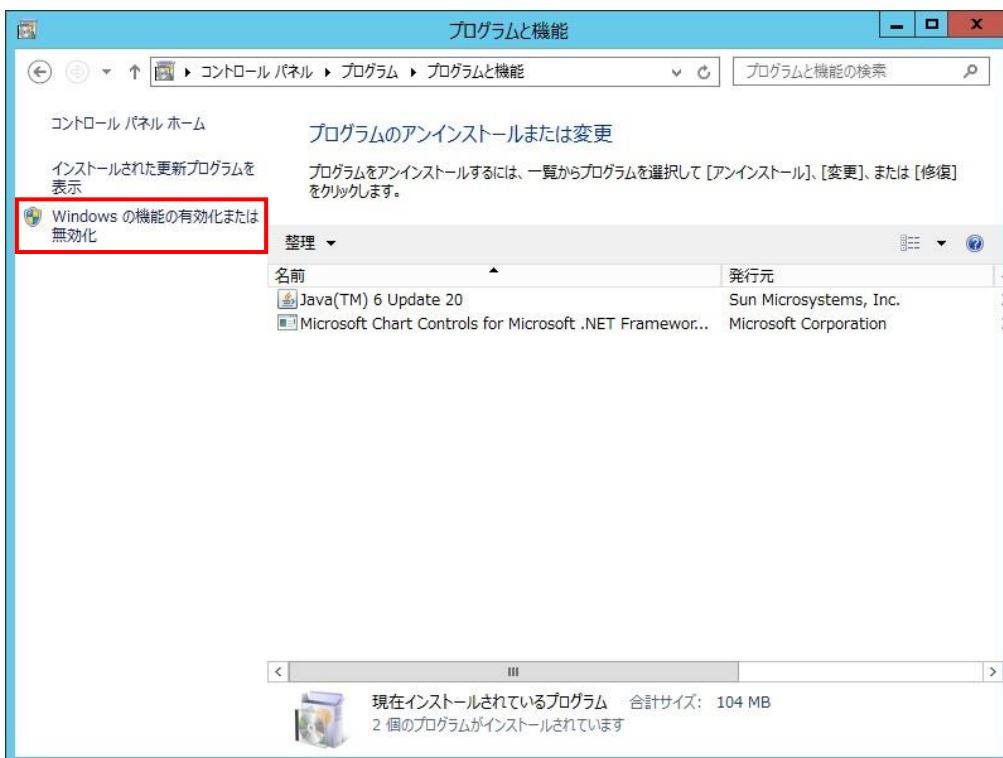 プログラムと機能
コントロール パネル ▸ プログラム ▸ プログラムと機能
プログラムと機能の検索
コントロール パネル ホーム
インストールされた更新プログラムを
表示
Windows の機能の有効化または
無効化
プログラムのアンインストールまたは変更
プログラムをアンインストールするには、一覧からプログラムを選択して [アンインストール]、[変更]、または [修復]
をクリックします。
整理
名前 発行元
Java(TM) 6 Update 20 Sun Microsystems, Inc.
Microsoft Chart Controls for Microsoft .NET Framewor... Microsoft Corporation
現在インストールされているプログラム 合計サイズ: 104 MB
2 個のプログラムがインストールされています